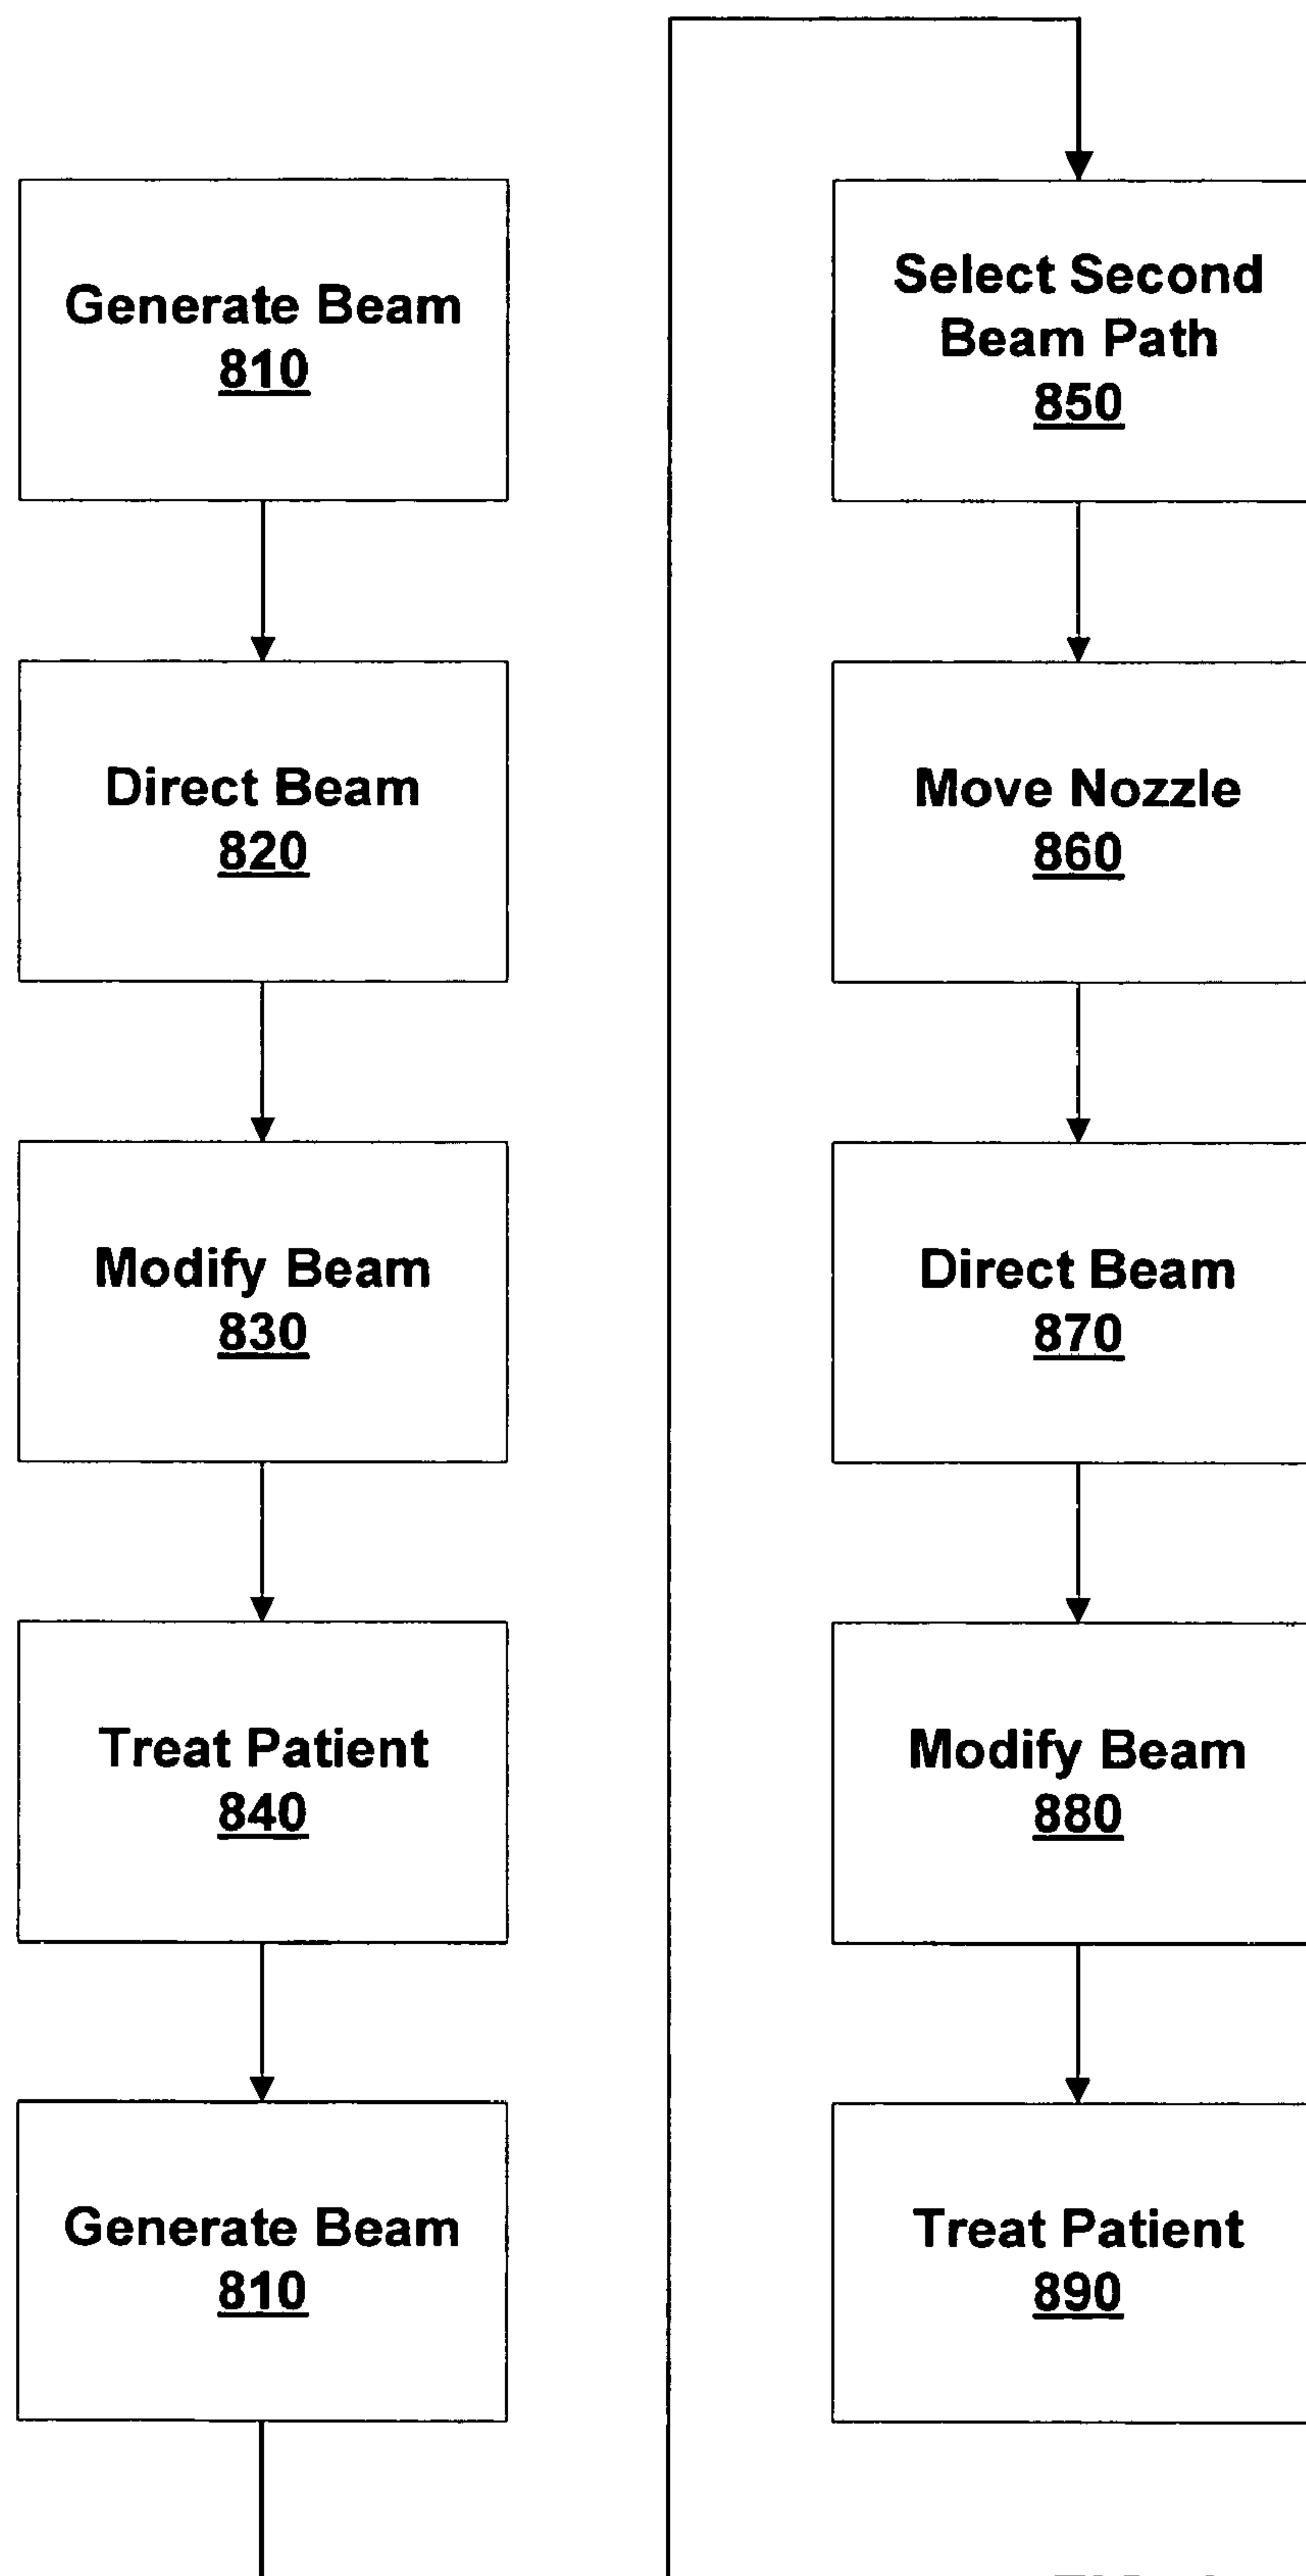 Generate Beam
810
Direct Beam
820
Modify Beam
830
Treat Patient
840
Generate Beam
810
Select Second
Beam Path
850
Move Nozzle
860
Direct Beam
870
Modify Beam
880
Treat Patient
890